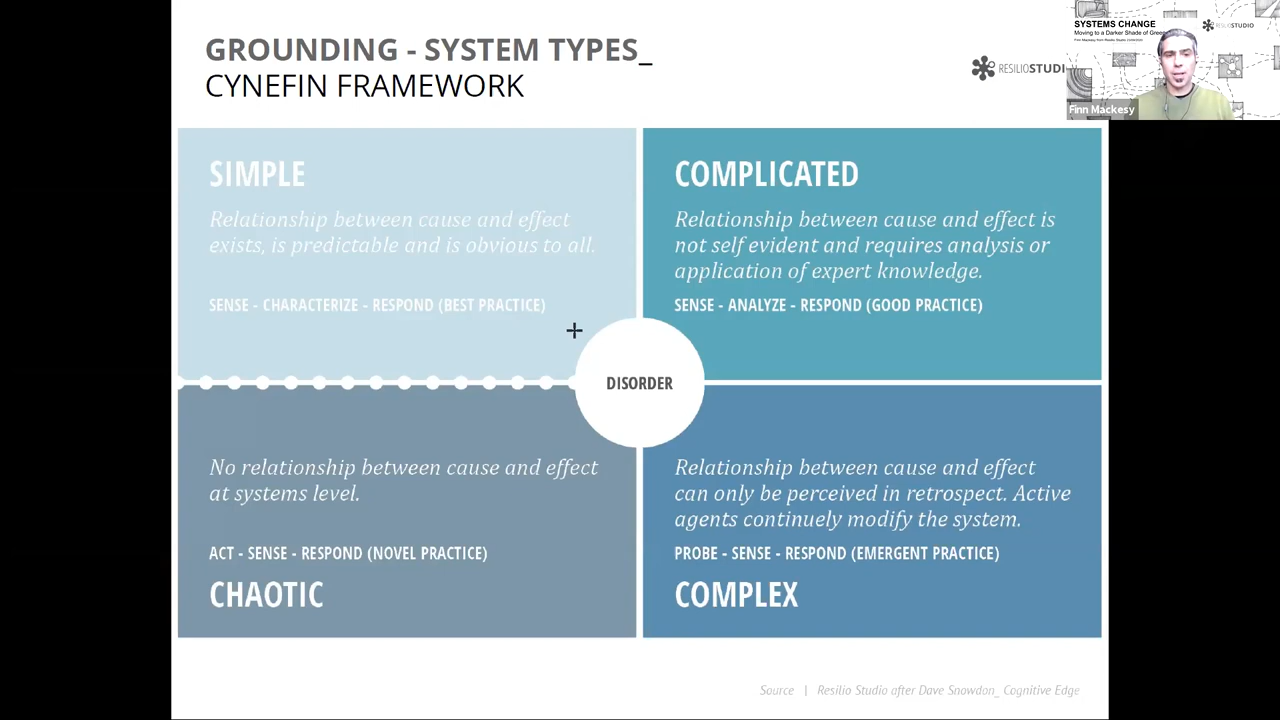 GROUNDING - SYSTEM TYPES_
CYNEFIN FRAMEWORK
RESILIOSTUDI
SYSTEMS CHANGE
Moving to a Darker Shade of Gree
RESILIOSTUDIO
Finn Mackesy
SIMPLE
Relationship between cause and effect
exists, is predictable and is obvious to all.
SENSE - CHARACTERIZE - RESPOND (BEST PRACTICE)
COMPLICATED
Relationship between cause and effect is
not self evident and requires analysis or
application of expert knowledge.
SENSE - ANALYZE - RESPOND (GOOD PRACTICE)
DISORDER
No relationship between cause and effect
at systems level.
ACT - SENSE - RESPOND (NOVEL PRACTICE)
CHAOTIC
Relationship between cause and effect
can only be perceived in retrospect. Active
agents continuely modify the system.
PROBE - SENSE - RESPOND (EMERGENT PRACTICE)
COMPLEX
Source | Resilio Studio after Dave Snowdon_ Cognitive Edge